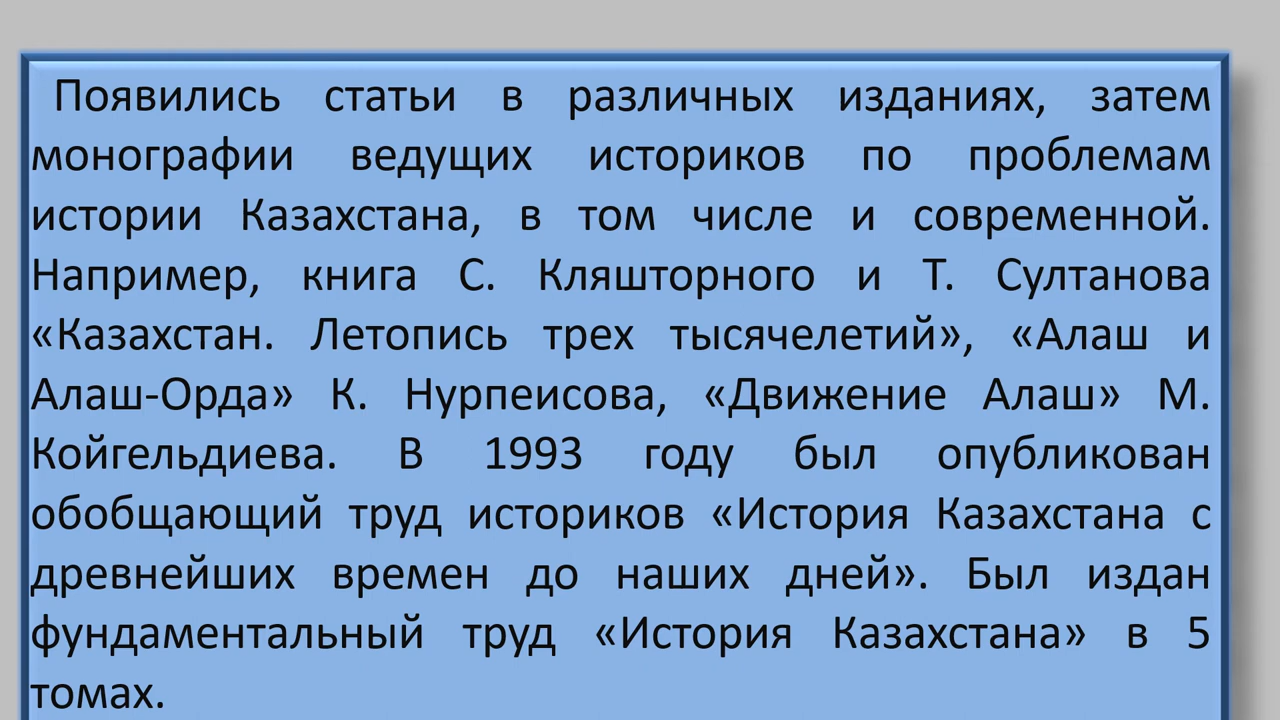 Появились статьи в различных изданиях, затем
монографии ведущих историков по проблемам
истории Казахстана, в том числе и современной.
Например, книга С. Кляшторного и Т. Султанова
«Казахстан. Летопись трех тысячелетий», «Алаш и
Алаш-Орда» К. Нурпеисова, «Движение Алаш» М.
Койгельдиева. В 1993 году был опубликован
обобщающий труд историков «История Казахстана с
древнейших времен до наших дней». Был издан
фундаментальный труд «История Казахстана» в 5
томах.